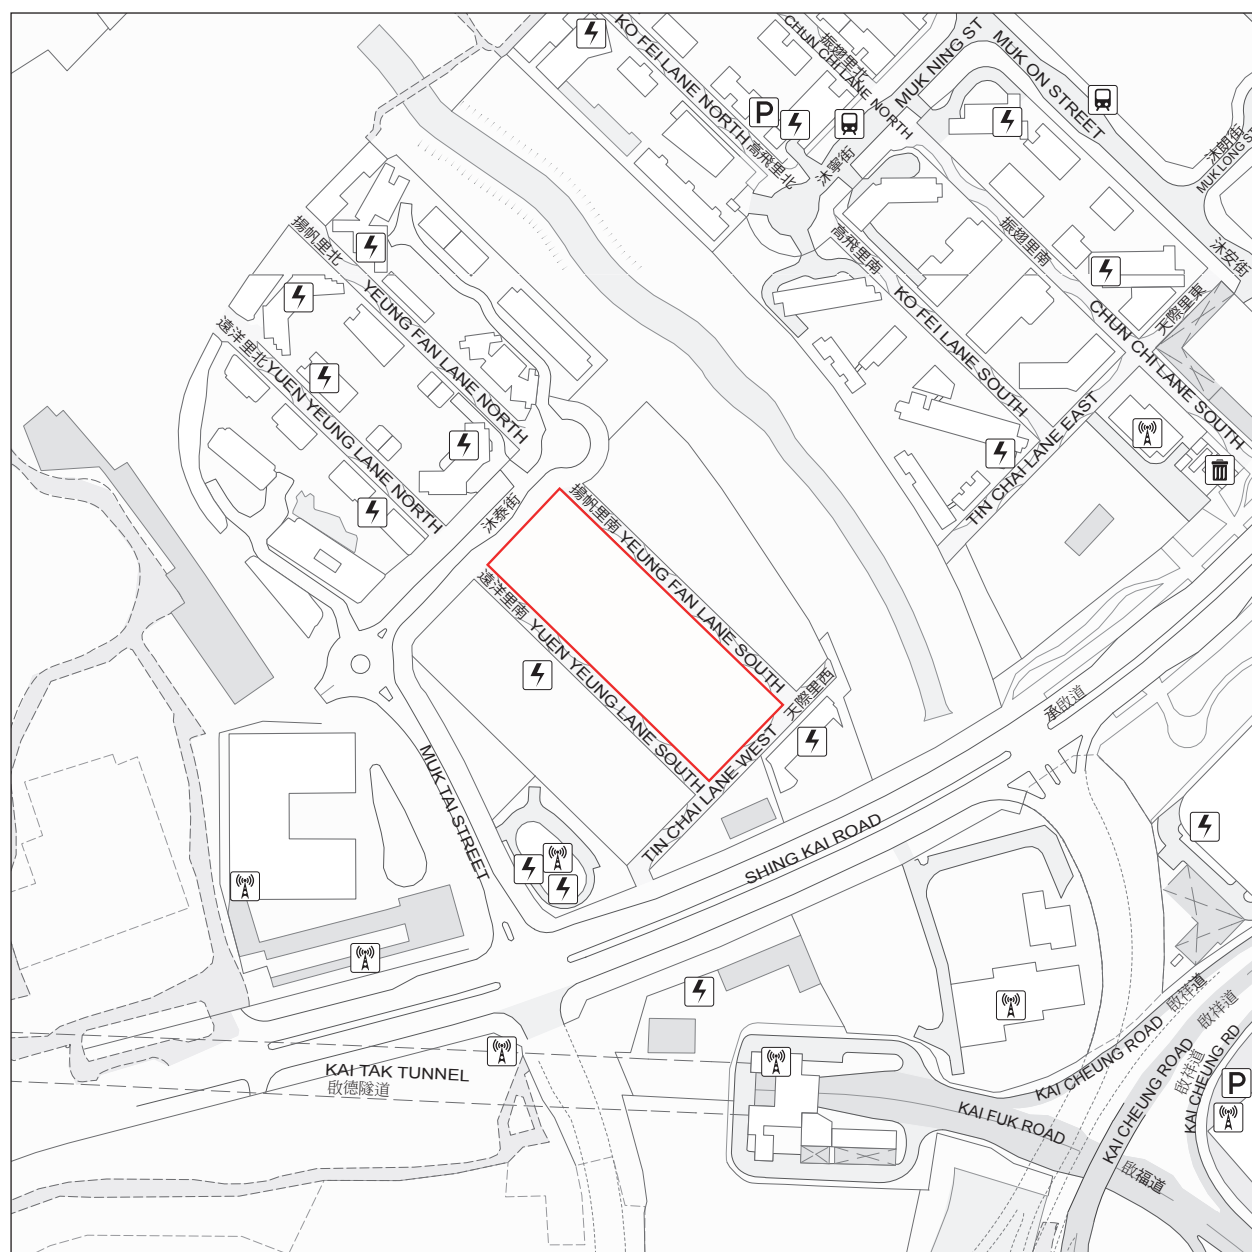 KO FEI LANE NORTH
高飛里北
CHUN CHI LANE NORTH
振翅里北
MUK NING ST
沐寧街
MUK ON STREET
沐安街
沐朗街
MUK LONG S
P
揚帆里北
YEUNG FAN LANE NORTH
遠洋里北
YUEN YEUNG LANE NORTH
高飛里南
KO FEI LANE SOUTH
振翅里南
CHUN CHI LANE SOUTH
天際里東
TIN CHAI LANE EAST
沐泰街
揚帆里南
YEUNG FAN LANE SOUTH
遠洋里南
YUEN YEUNG LANE SOUTH
天際里西
TIN CHAI LANE WEST
承啟道
SHING KAI ROAD
MUK TAI STREET
KAI TAK TUNNEL
啟德隧道
啟祥道
KAI CHEUNG ROAD
啟祥道
KAI CHEUNG ROAD
啟祥道
KAI CHEUNG RD
P
KAI FUK ROAD
啟福道